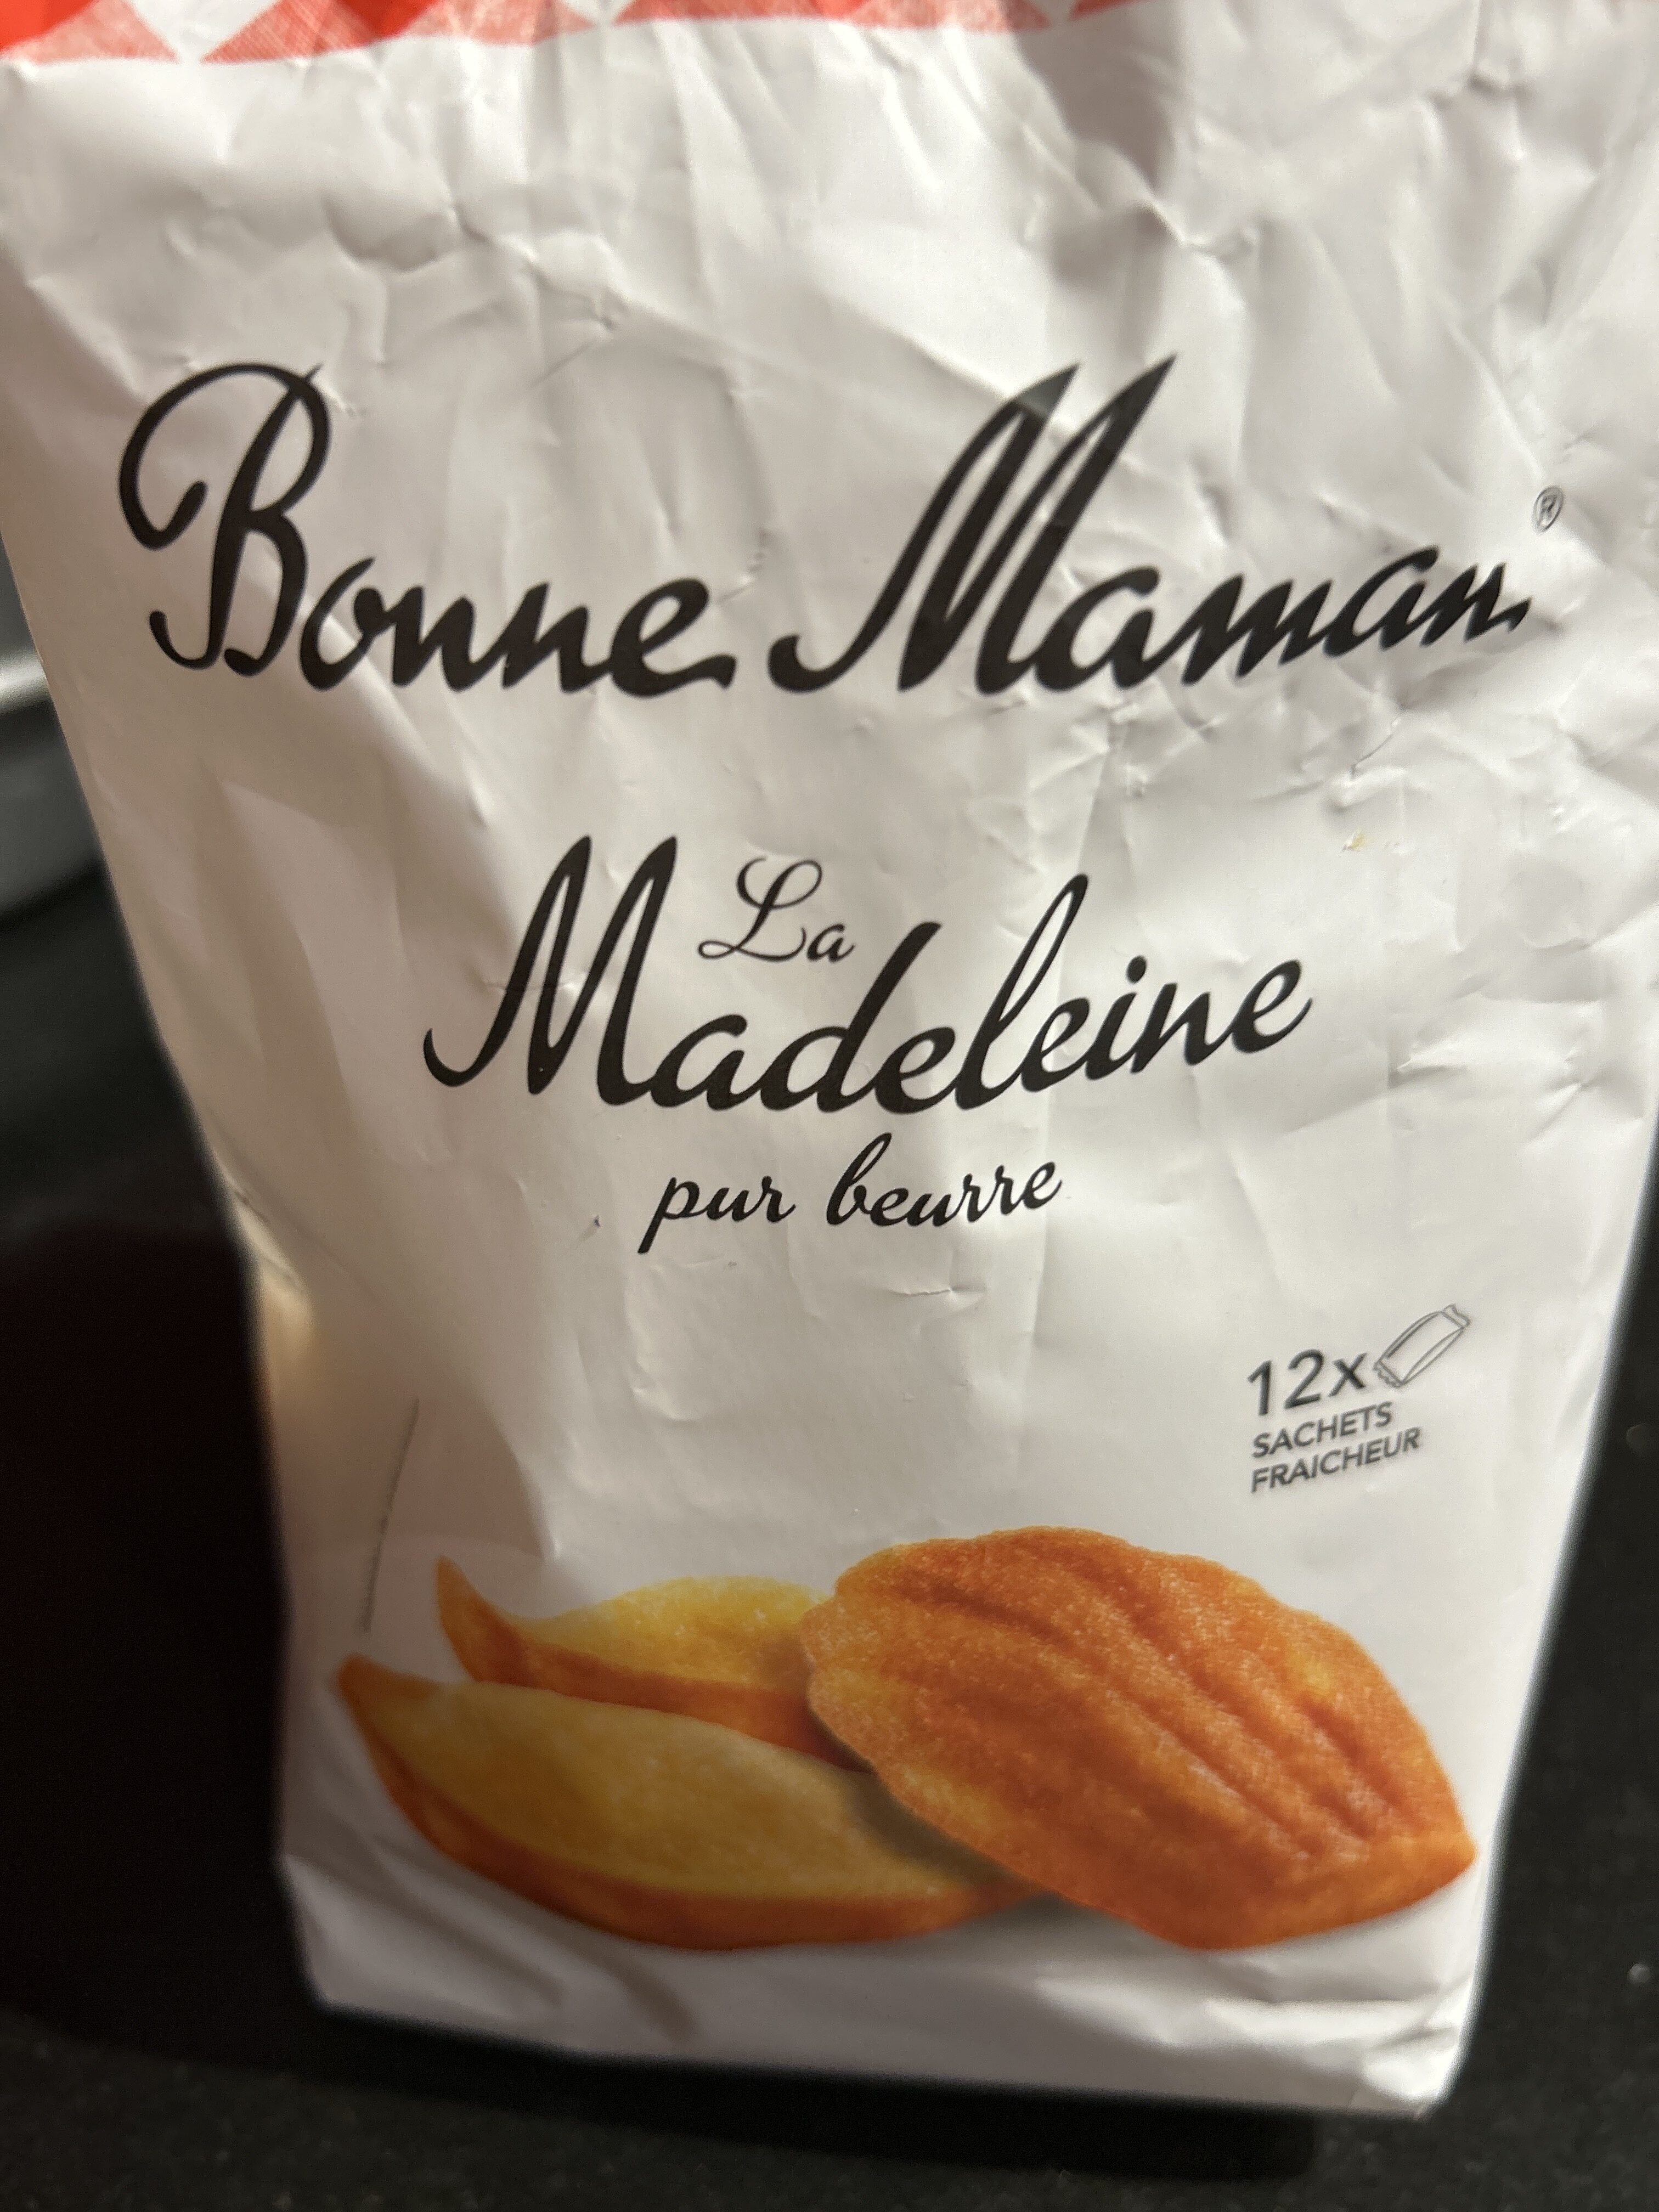 Bonne Maman®
La
Madeleine
pur beurre
12x
SACHETS
FRAICHEUR